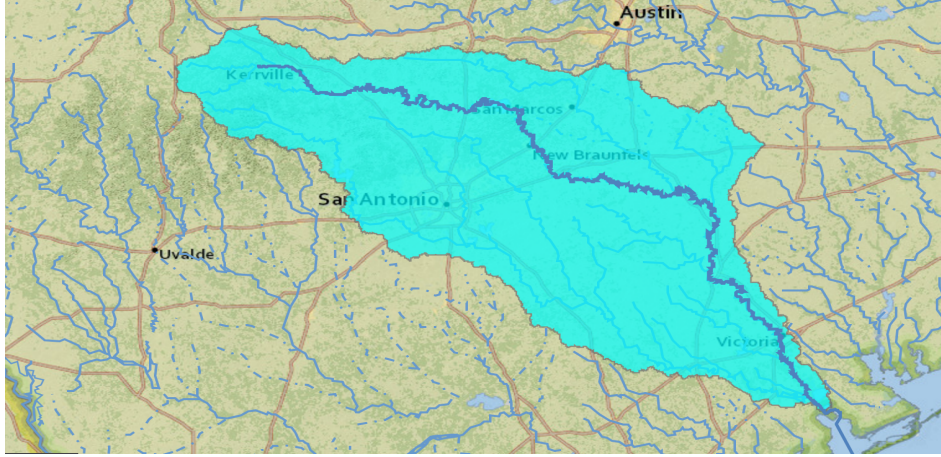 Austin
Kerrville
San Marcos
New Braunfels
San Antonio
Uvalde
Victoria